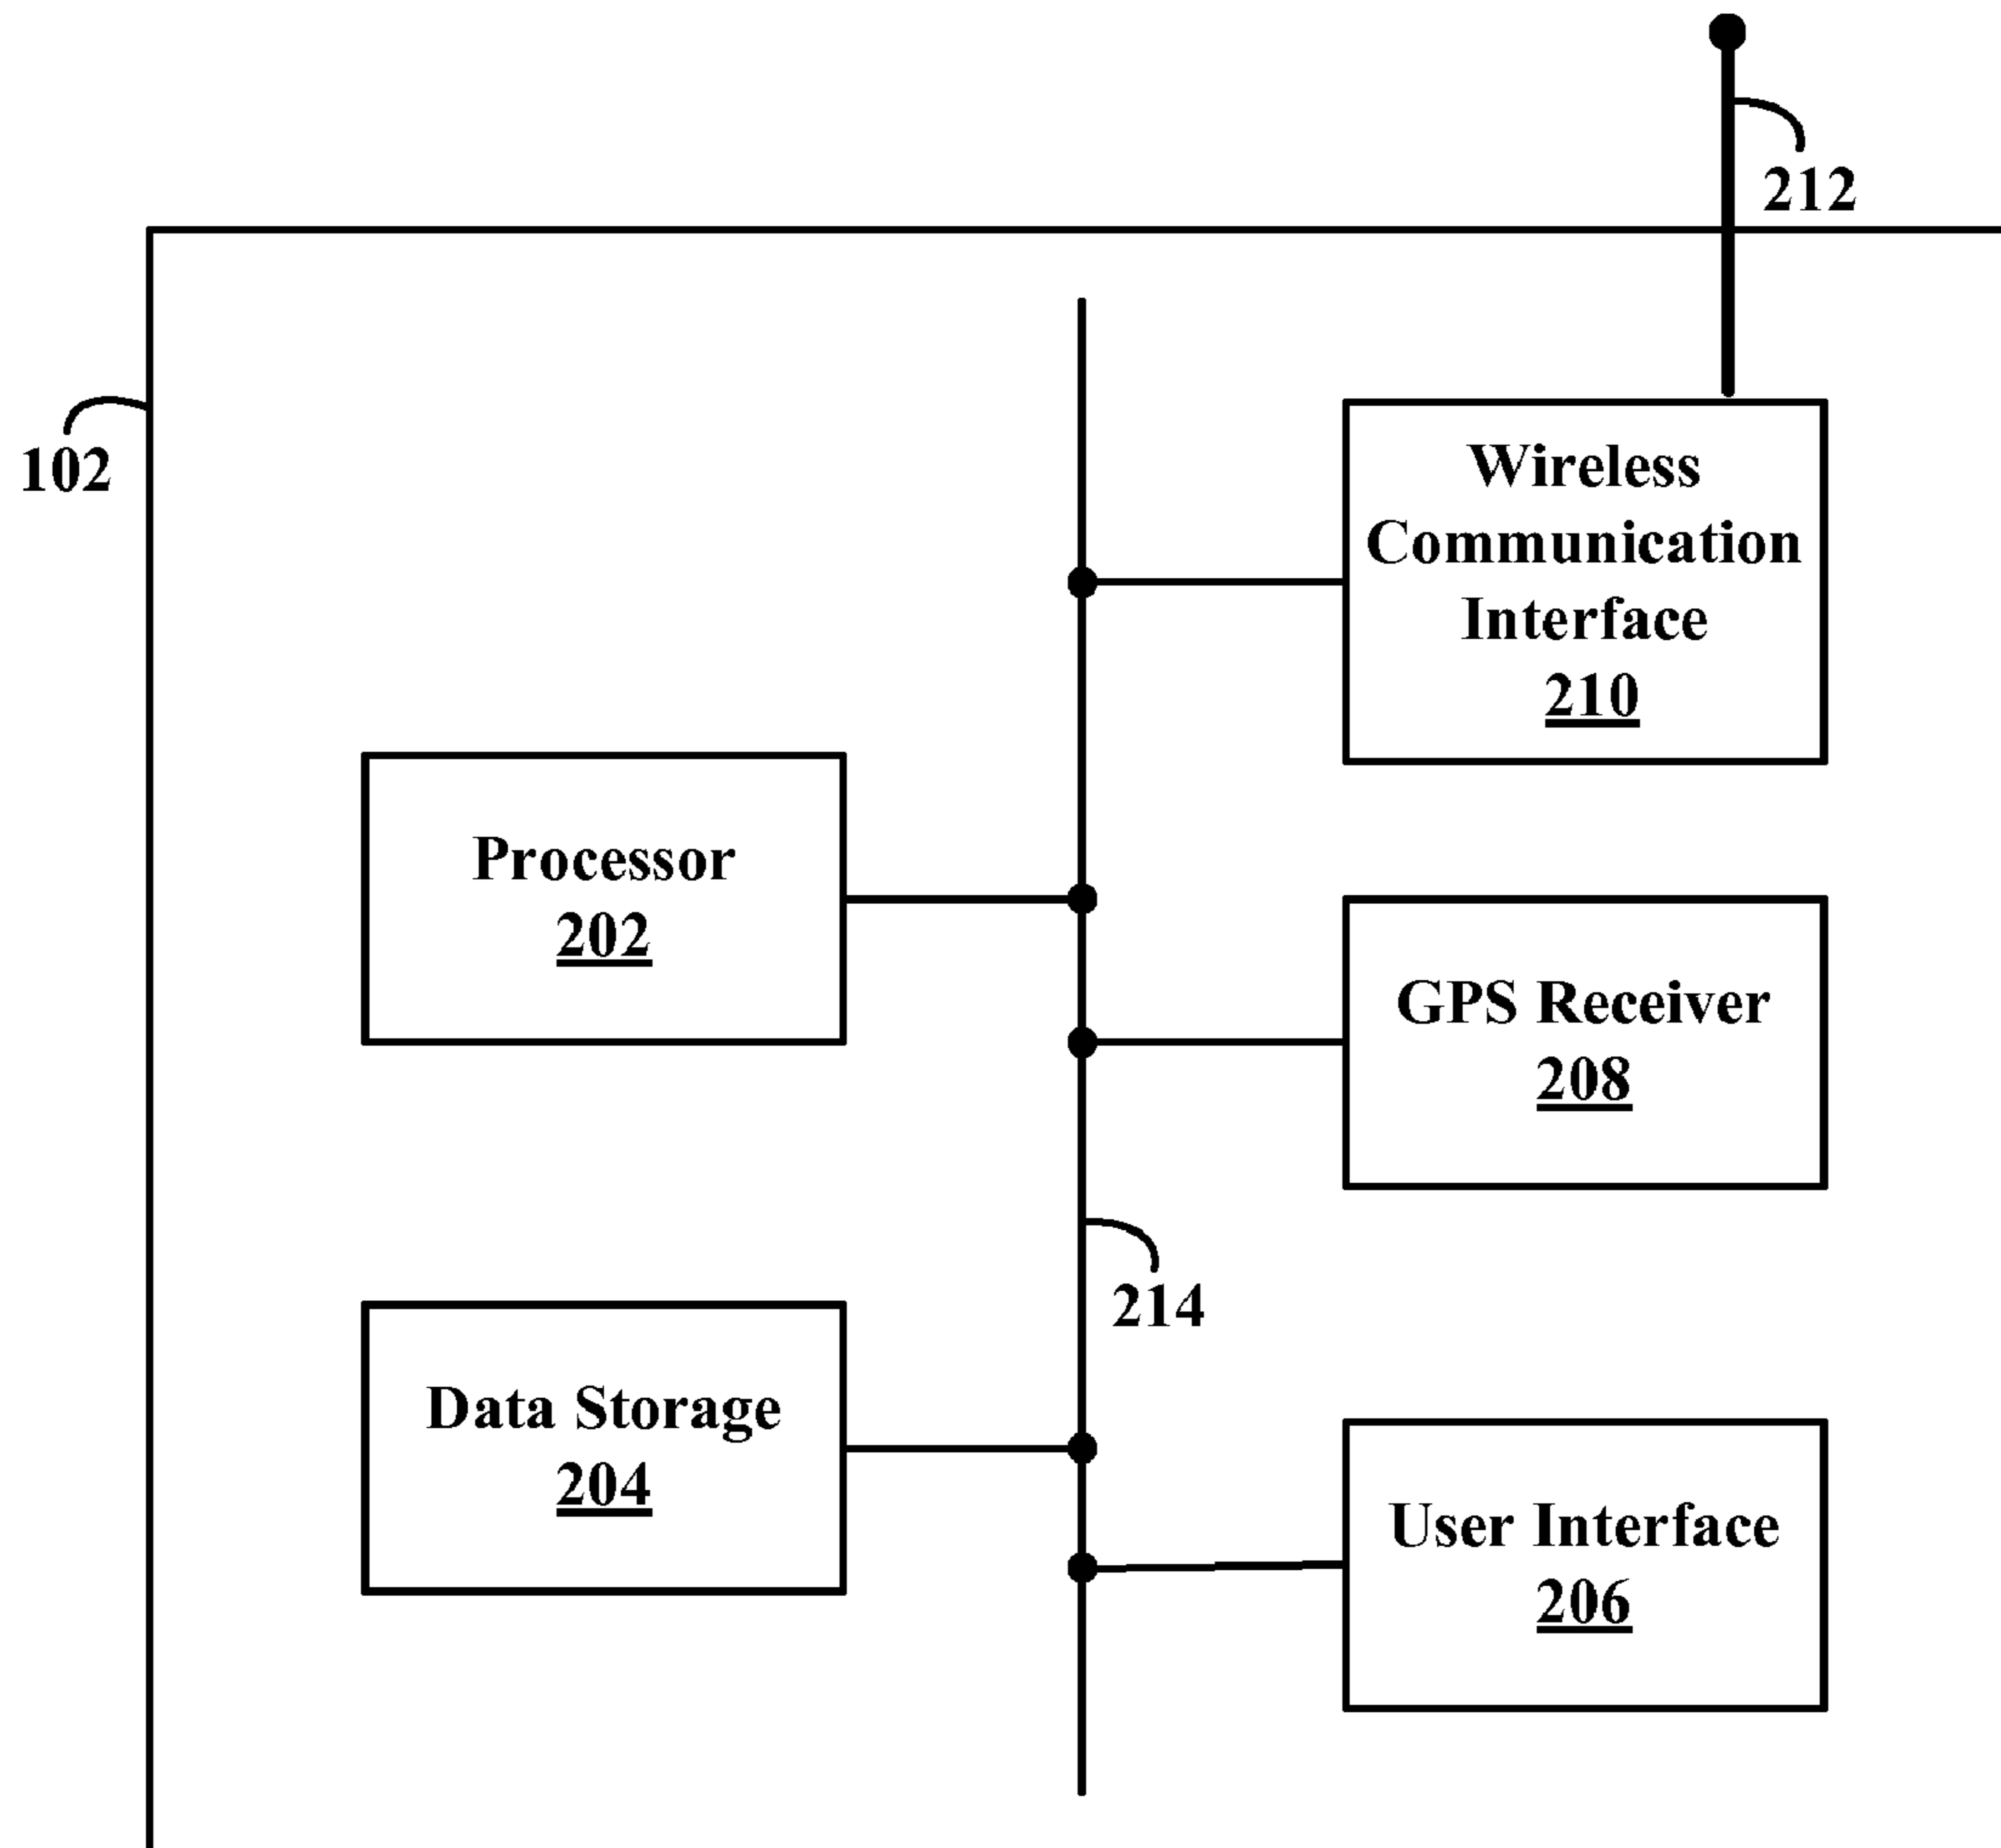 212
102
Wireless
Communication
Interface
210
Processor
202
GPS Receiver
208
214
Data Storage
204
User Interface
206